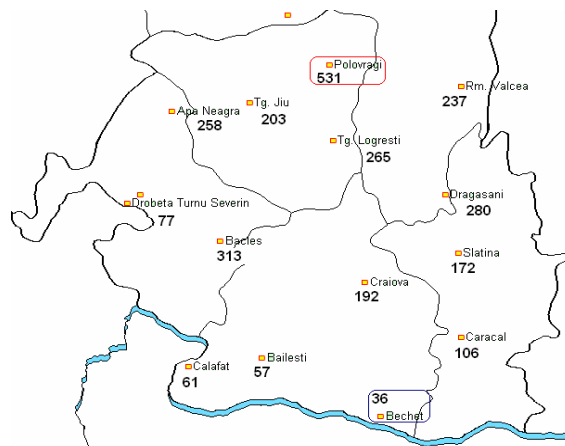 Polovragi
531
Rm. Valcea
237
Tg. Jiu
203
Apa Neagra
258
Tg. Logresti
265
Dragasani
280
Drobeta Turnu Severin
77
Bacles
313
Slatina
172
Craiova
192
Caracal
106
Bailesti
57
Calafat
61
36
Bechet